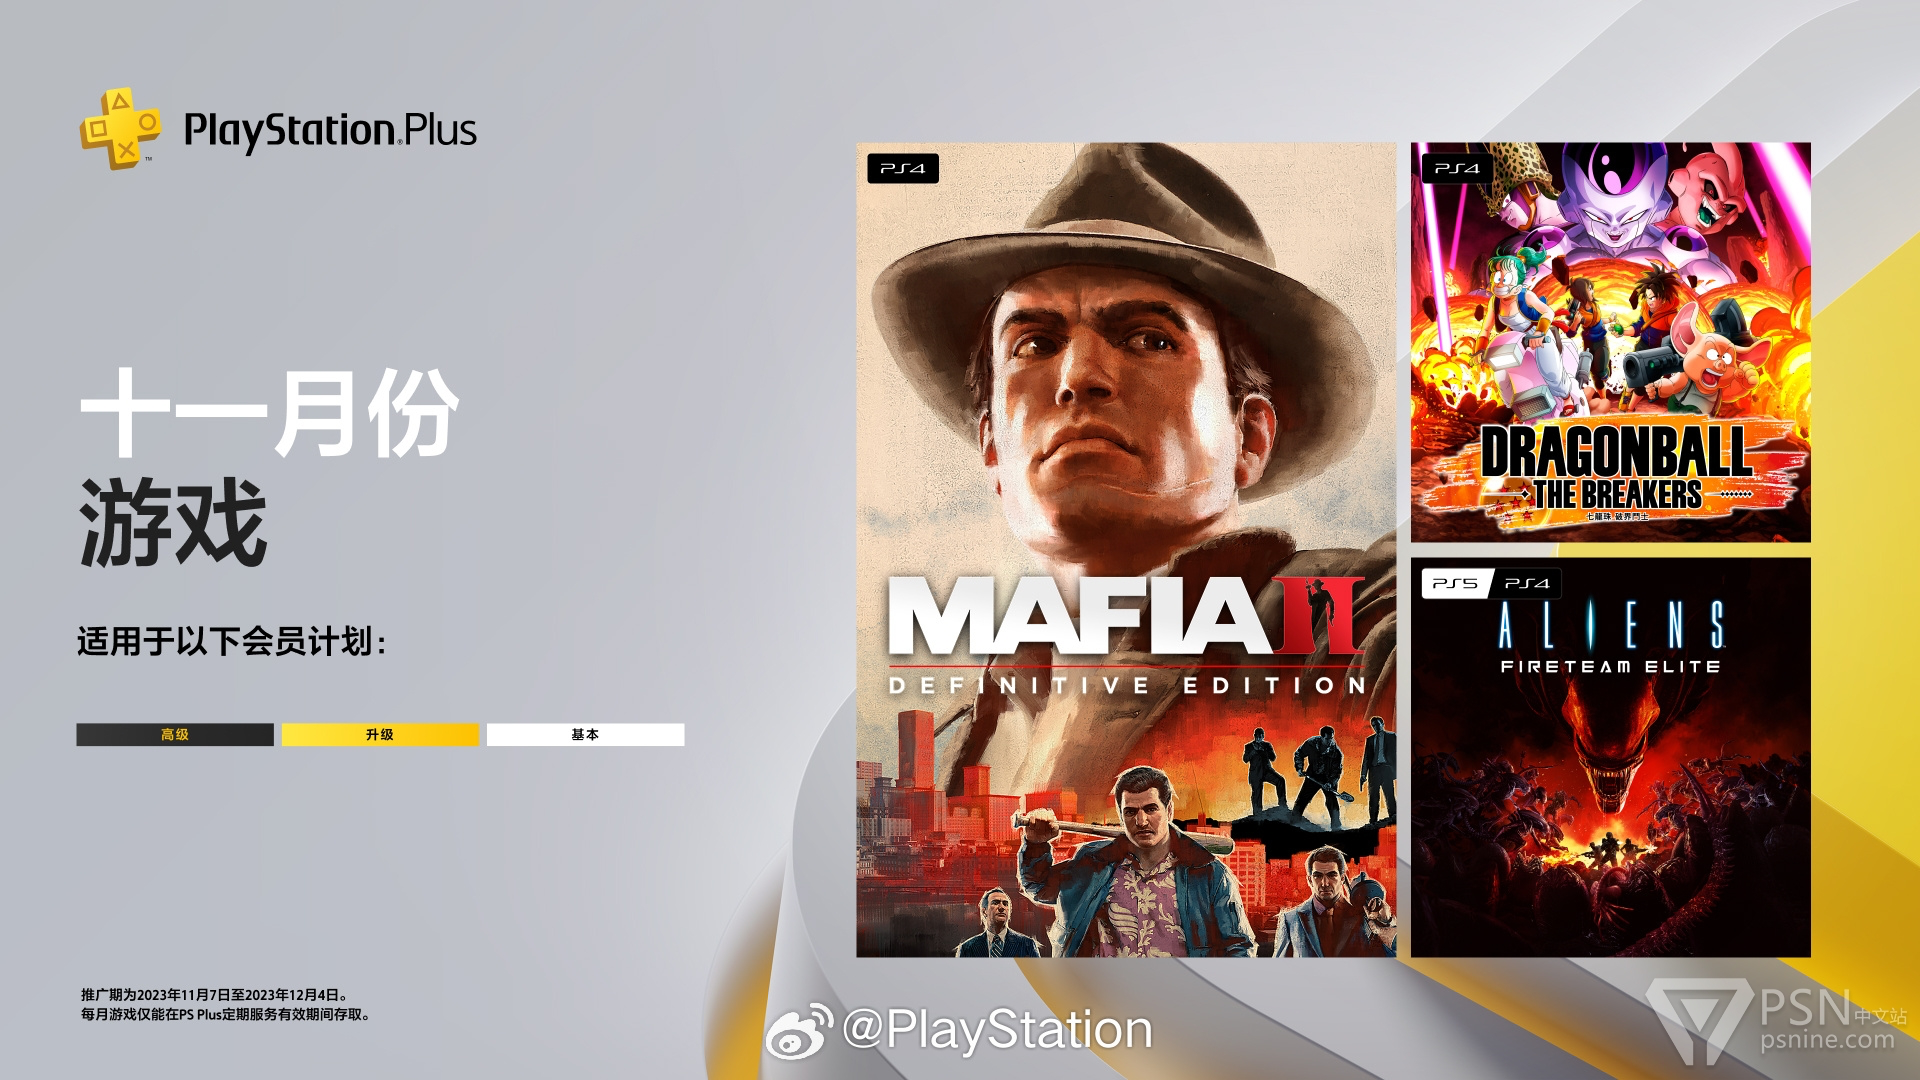 PlayStation®Plus
十一月份
游戏
适用于以下会员计划：
高级
升级
基本
推广期为2023年11月7日至2023年12月4日。
每月游戏仅能在PS Plus定期服务有效期间存取。
PS4
MAFIA II
DEFINITIVE EDITION
PS4
DRAGONBALL
THE BREAKERS
七龍珠 破界鬥士
PS5 PS4
ALIENS
FIRETEAM ELITE
@PlayStation
PSN中文站
psnine.com